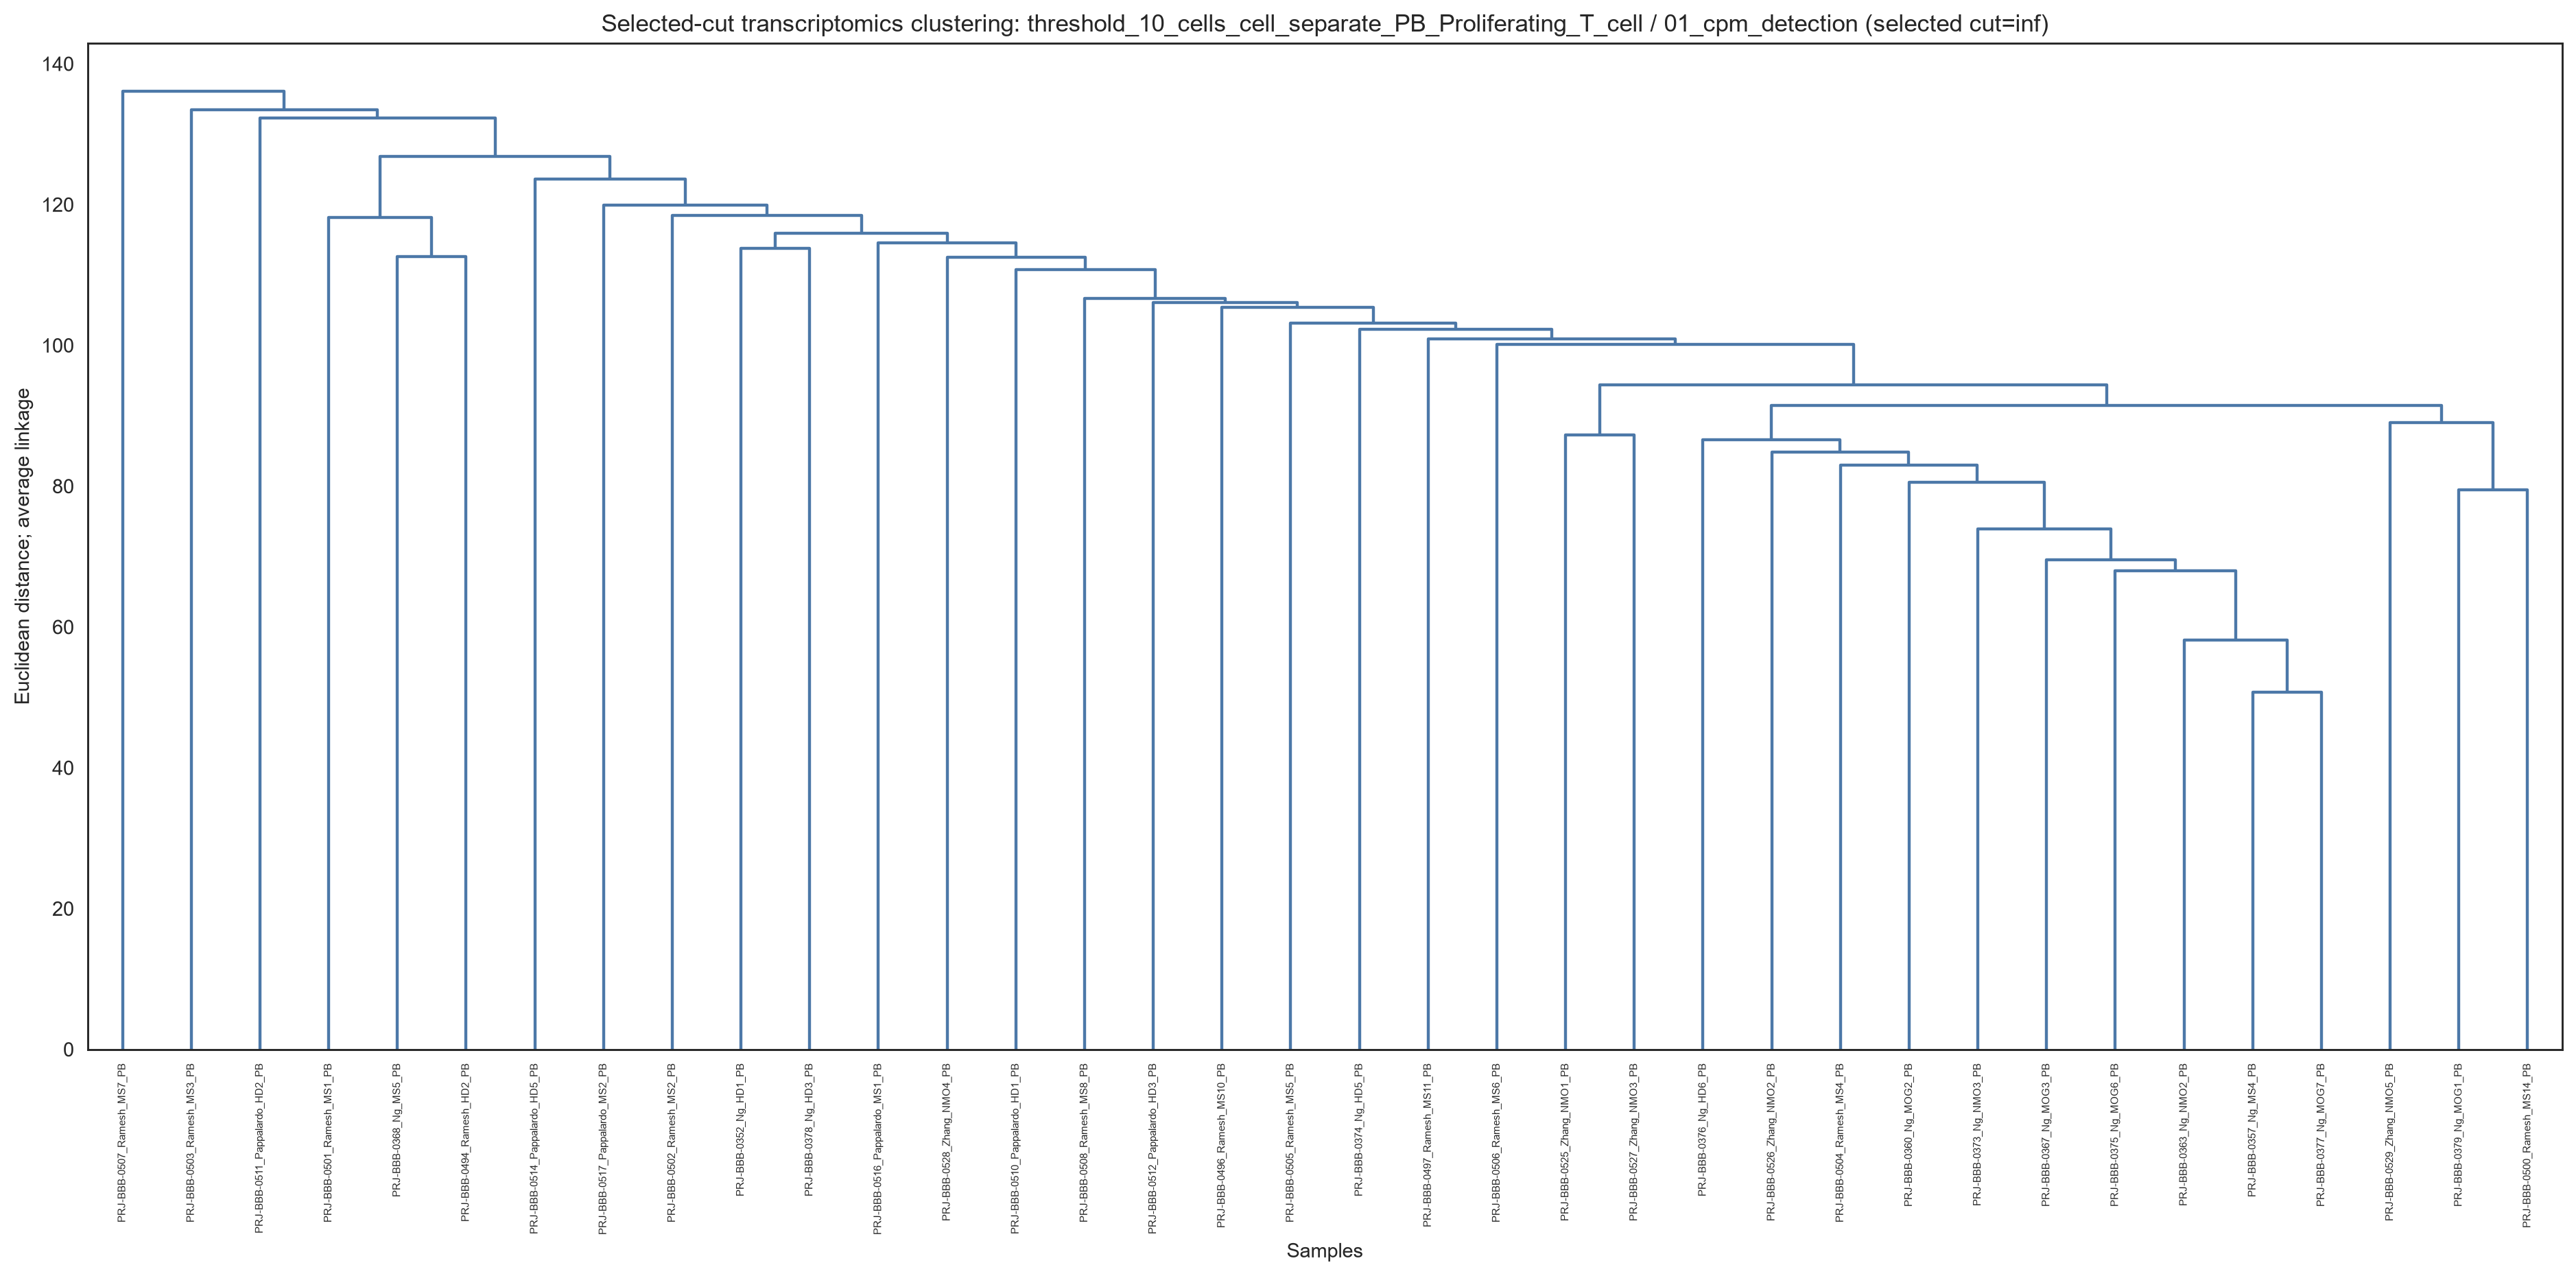 Selected-cut transcriptomics clustering: threshold_10_cells_cell_separate_PB_Proliferating_T_cell / 01_cpm_detection (selected cut=inf)
Euclidean distance; average linkage
140
120
100
80
60
40
20
0
PRJ-BBB-0507_Ramesh_MS7_PB
PRJ-BBB-0503_Ramesh_MS3_PB
PRJ-BBB-0511_Pappalardo_HD2_PB
PRJ-BBB-0501_Ramesh_MS1_PB
PRJ-BBB-0368_Ng_MS5_PB
PRJ-BBB-0494_Ramesh_HD2_PB
PRJ-BBB-0514_Pappalardo_HD5_PB
PRJ-BBB-0517_Pappalardo_MS2_PB
PRJ-BBB-0502_Ramesh_MS2_PB
PRJ-BBB-0352_Ng_HD1_PB
PRJ-BBB-0378_Ng_HD3_PB
PRJ-BBB-0516_Pappalardo_MS1_PB
PRJ-BBB-0528_Zhang_NMO4_PB
PRJ-BBB-0510_Pappalardo_HD1_PB
PRJ-BBB-0508_Ramesh_MS8_PB
PRJ-BBB-0512_Pappalardo_HD3_PB
PRJ-BBB-0496_Ramesh_MS10_PB
PRJ-BBB-0505_Ramesh_MS5_PB
PRJ-BBB-0374_Ng_HD5_PB
PRJ-BBB-0497_Ramesh_MS11_PB
PRJ-BBB-0506_Ramesh_MS6_PB
PRJ-BBB-0525_Zhang_NMO1_PB
PRJ-BBB-0527_Zhang_NMO3_PB
PRJ-BBB-0376_Ng_HD6_PB
PRJ-BBB-0526_Zhang_NMO2_PB
PRJ-BBB-0504_Ramesh_MS4_PB
PRJ-BBB-0360_Ng_MOG2_PB
PRJ-BBB-0373_Ng_NMO3_PB
PRJ-BBB-0367_Ng_MOG3_PB
PRJ-BBB-0375_Ng_MOG6_PB
PRJ-BBB-0363_Ng_NMO2_PB
PRJ-BBB-0357_Ng_MS4_PB
PRJ-BBB-0377_Ng_MOG7_PB
PRJ-BBB-0529_Zhang_NMO5_PB
PRJ-BBB-0379_Ng_MOG1_PB
PRJ-BBB-0500_Ramesh_MS14_PB
Samples